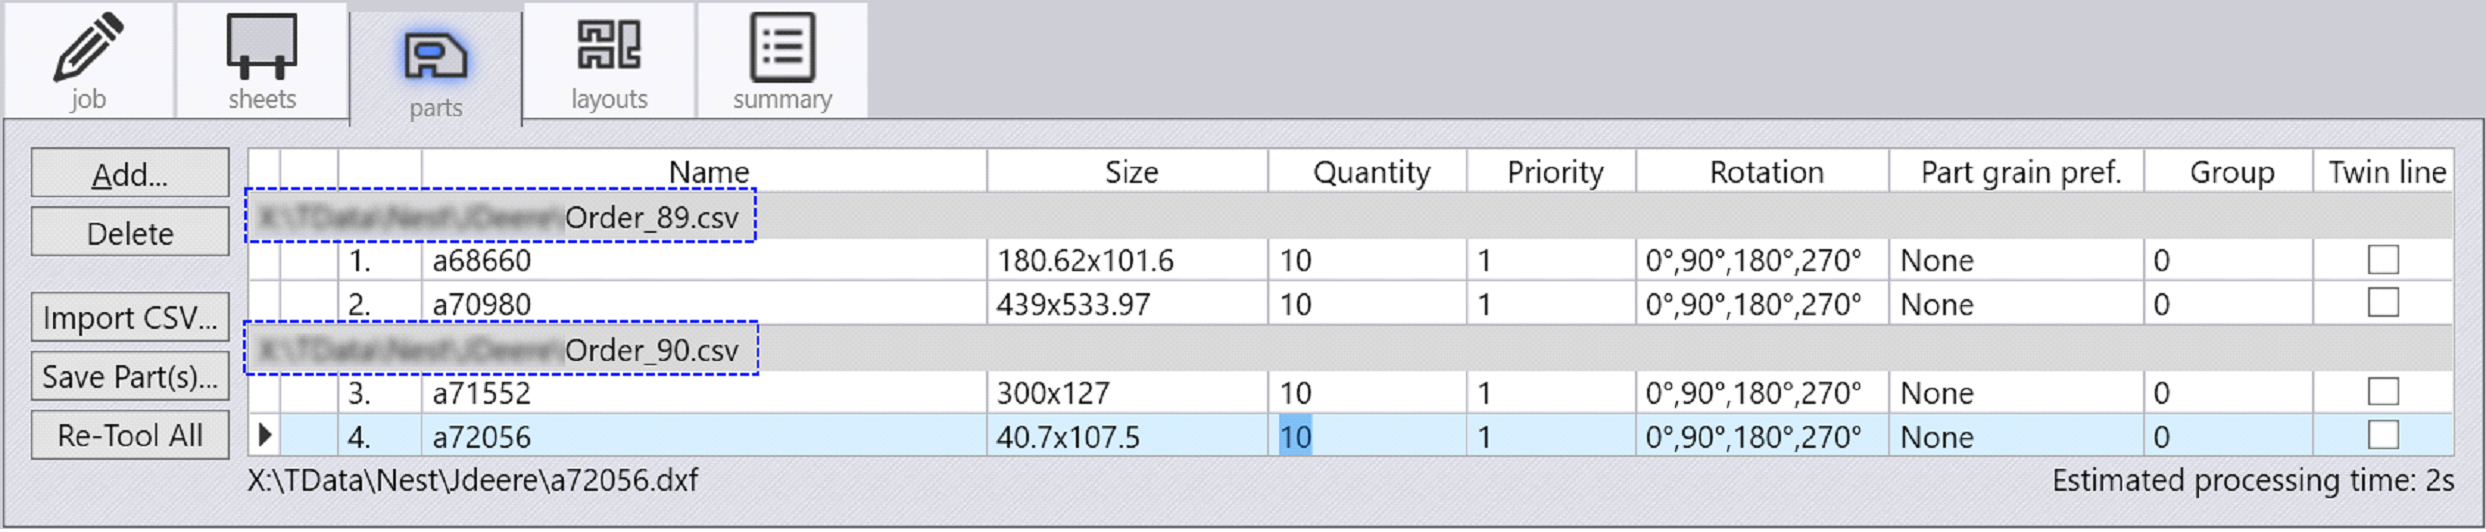 job sheets parts layouts summary
Add... Name Size Quantity Priority Rotation Part grain pref. Group Twin line
Delete Order_89.csv
1. a68660 180.62x101.6 10 1 0°,90°,180°,270° None 0
Import CSV... 2. a70980 439x533.97 10 1 0°,90°,180°,270° None 0
Order_90.csv
Save Part(s)... 3. a71552 300x127 10 1 0°,90°,180°,270° None 0
Re-Tool All 4. a72056 40.7x107.5 10 1 0°,90°,180°,270° None 0
X:\TData\Nest\Jdeere\a72056.dxf Estimated processing time: 2s